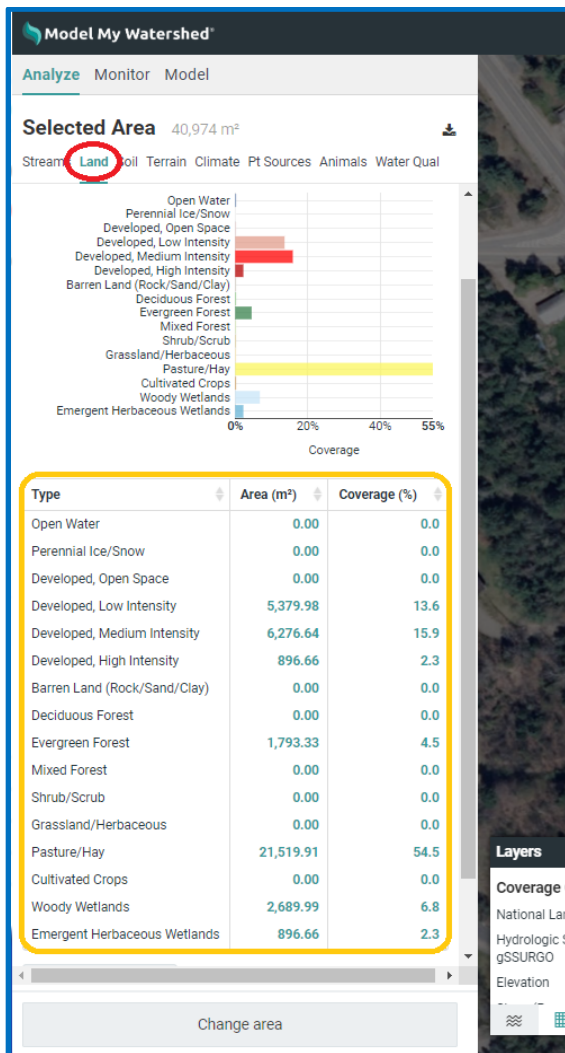 Model My Watershed®
Analyze Monitor Model
Selected Area 40,974 m²
Stream Land oil Terrain Climate Pt Sources Animals Water Qual
Open Water
Perennial Ice/Snow
Developed, Open Space
Developed, Low Intensity
Developed, Medium Intensity
Developed, High Intensity
Barren Land (Rock/Sand/Clay)
Deciduous Forest
Evergreen Forest
Mixed Forest
Shrub/Scrub
Grassland/Herbaceous
Pasture/Hay
Cultivated Crops
Woody Wetlands
Emergent Herbaceous Wetlands
0% 20% 40% 55%
Coverage
Type Area (m²) Coverage (%)
Open Water 0.00 0.0
Perennial Ice/Snow 0.00 0.0
Developed, Open Space 0.00 0.0
Developed, Low Intensity 5,379.98 13.6
Developed, Medium Intensity 6,276.64 15.9
Developed, High Intensity 896.66 2.3
Barren Land (Rock/Sand/Clay) 0.00 0.0
Deciduous Forest 0.00 0.0
Evergreen Forest 1,793.33 4.5
Mixed Forest 0.00 0.0
Shrub/Scrub 0.00 0.0
Grassland/Herbaceous 0.00 0.0
Pasture/Hay 21,519.91 54.5
Cultivated Crops 0.00 0.0
Woody Wetlands 2,689.99 6.8
Emergent Herbaceous Wetlands 896.66 2.3
Change area
Layers
Coverage
National Lan
Hydrologic S
gSSURGO
Elevation